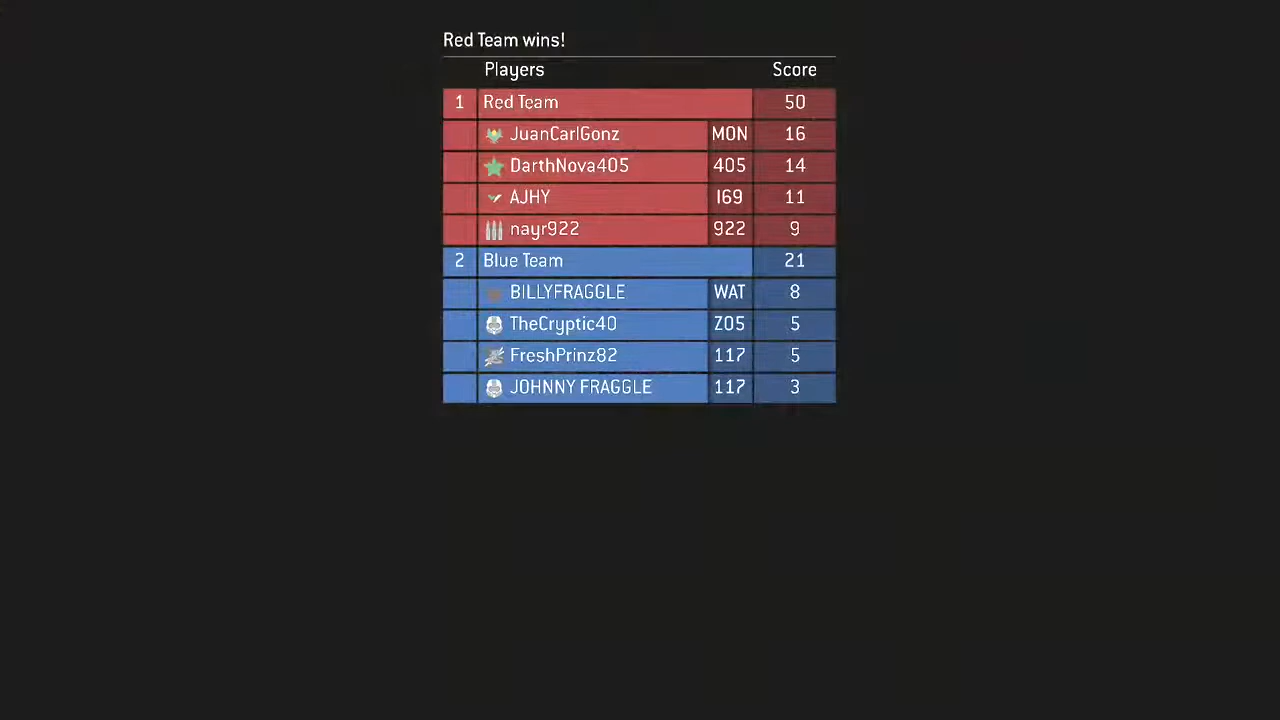 Red Team wins!
Players Score
1 Red Team 50
JuanCarlGonz MON 16
DarthNova405 405 14
AJHY I69 11
nayr922 922 9
2 Blue Team 21
BILLYFRAGGLE WAT 8
TheCryptic40 Z05 5
FreshPrinz82 117 5
JOHNNY FRAGGLE 117 3